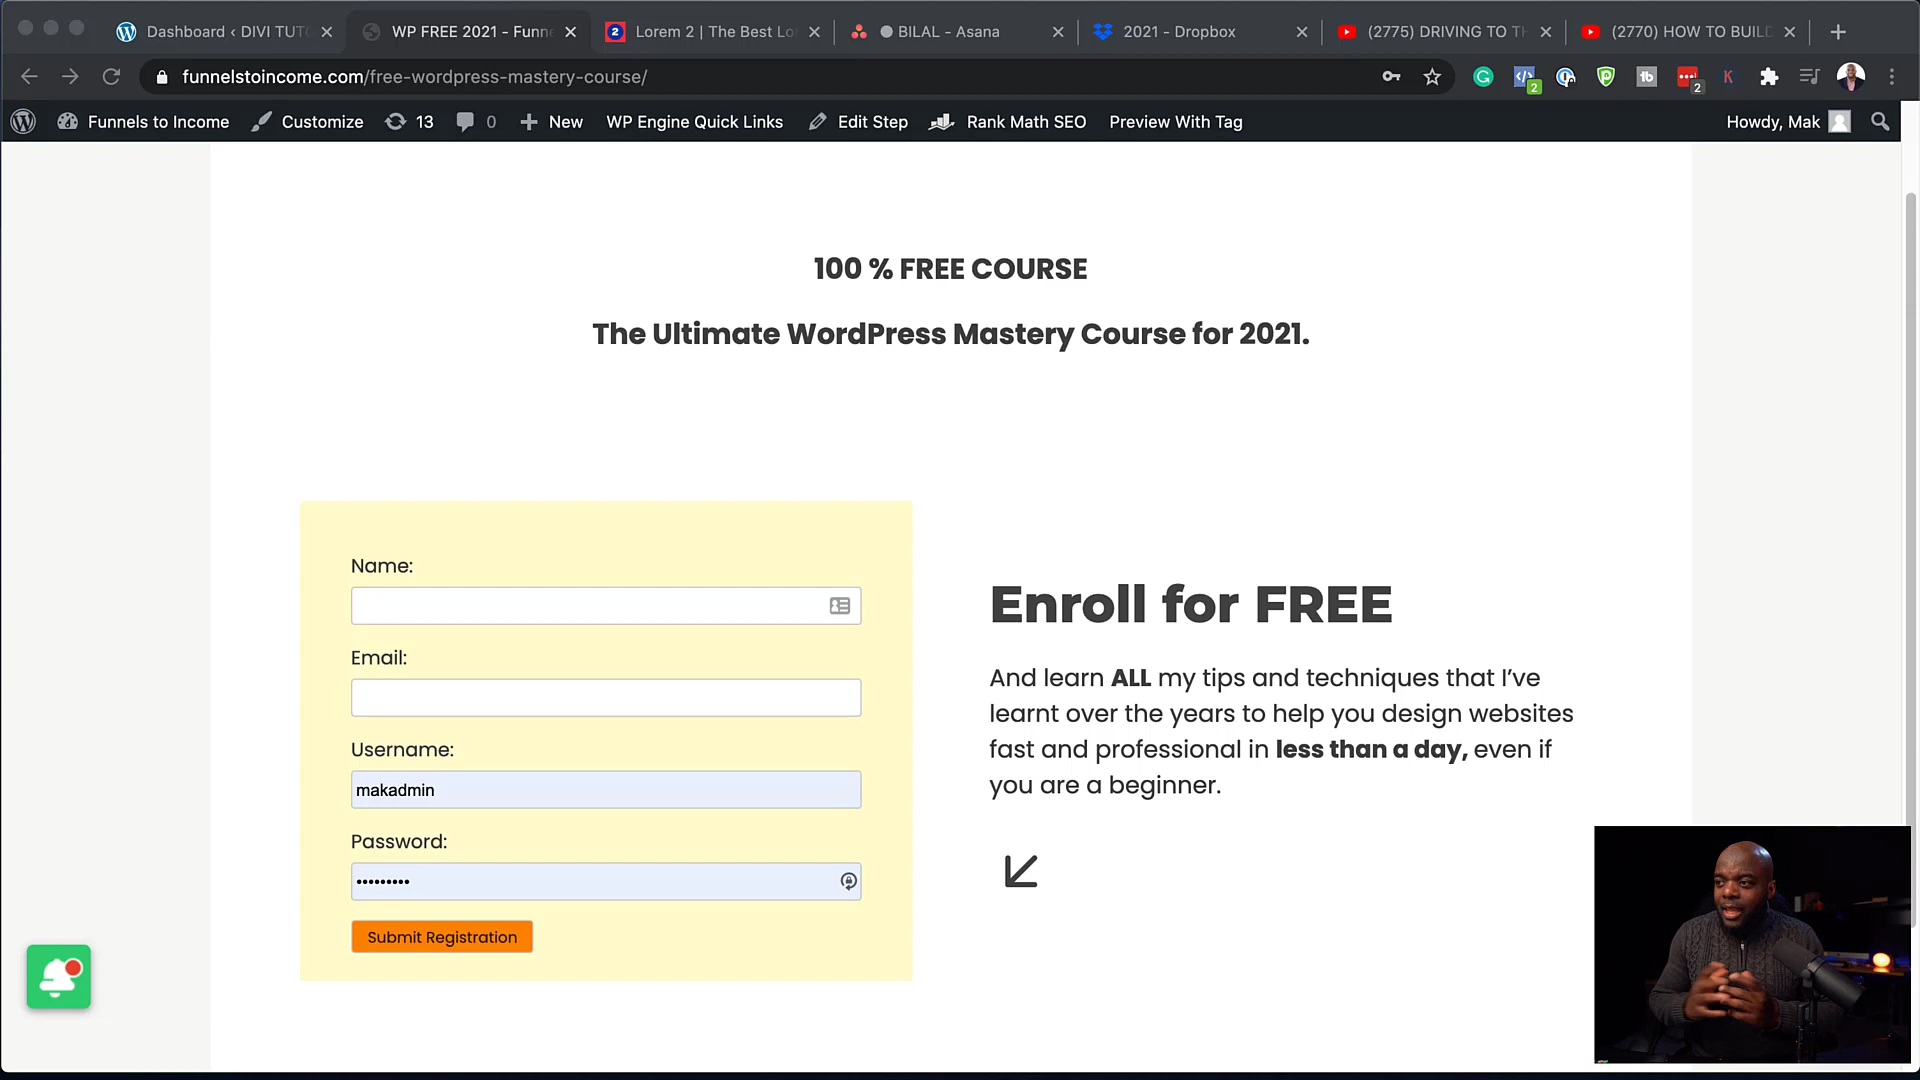 Dashboard ‹ DIVI TUT
WP FREE 2021 - Funn
Lorem 2 | The Best Lo
BILAL - Asana
2021 - Dropbox
(2775) DRIVING TO T
(2770) HOW TO BUILD
funnelstoincome.com/free-wordpress-mastery-course/
2
2
Funnels to Income
Customize
13
0
New
WP Engine Quick Links
Edit Step
Rank Math SEO
Preview With Tag
Howdy, Mak
100 % FREE COURSE
The Ultimate WordPress Mastery Course for 2021.
Name:
Email:
Username:
makadmin
Password:
•••••••••
Submit Registration
Enroll for FREE
And learn ALL my tips and techniques that I’ve
learnt over the years to help you design websites
fast and professional in less than a day, even if
you are a beginner.